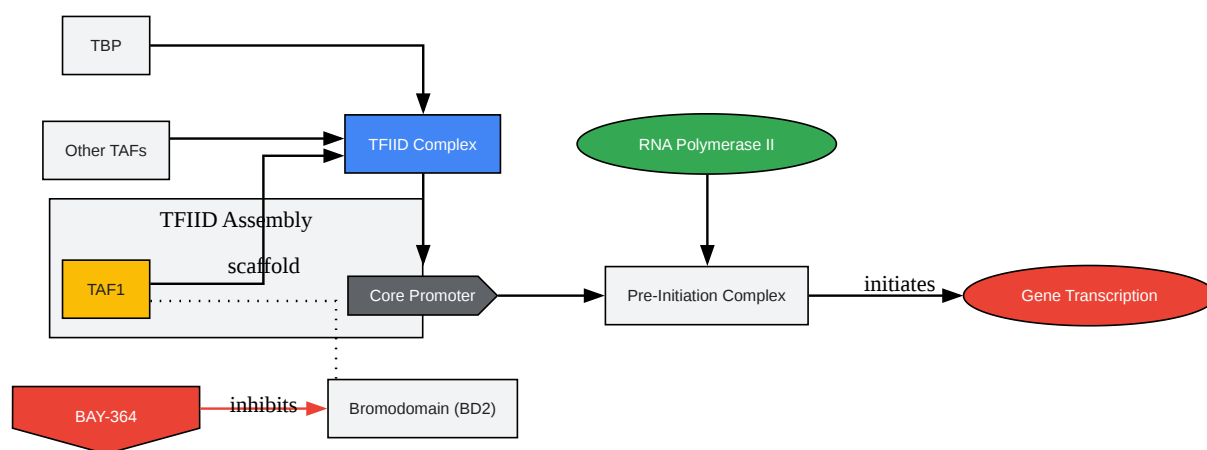 TBP
Other TAFs
TFIID Complex
RNA Polymerase II
TFIID Assembly
scaffold
TAF1
Core Promoter
Pre-Initiation Complex
initiates
Gene Transcription
BAY-364
inhibits
Bromodomain (BD2)